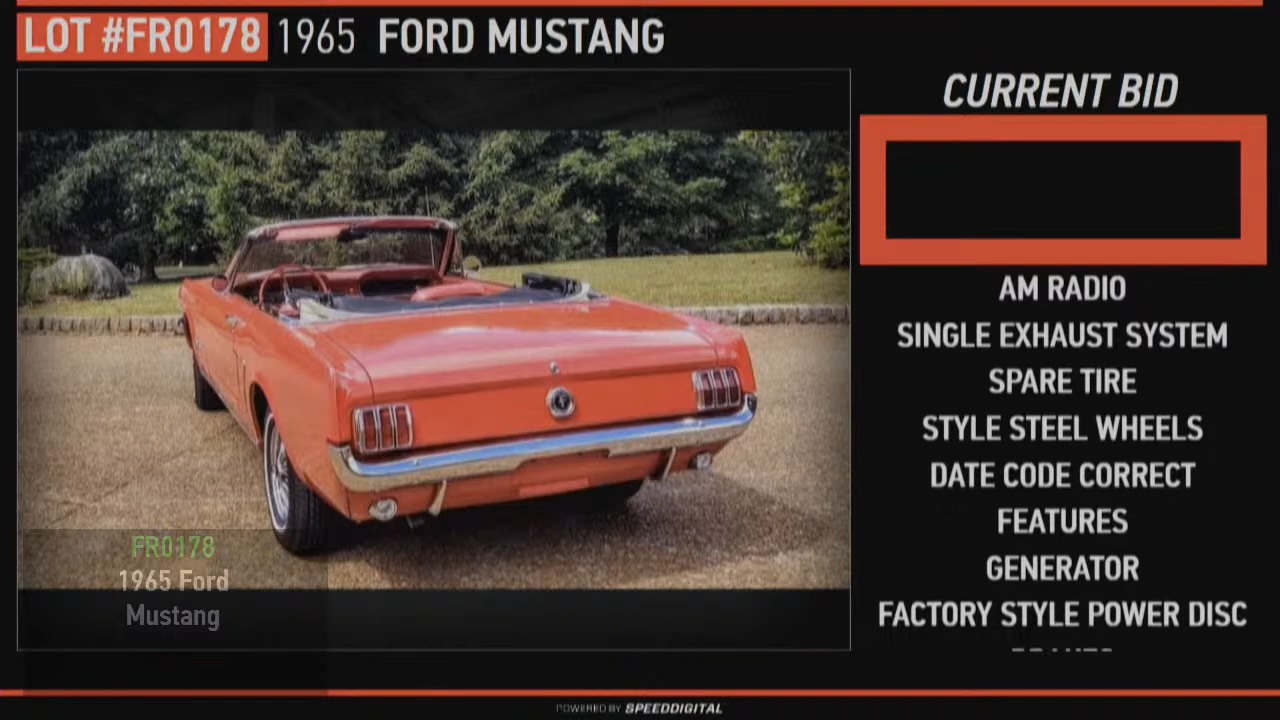 LOT #FR0178 1965 FORD MUSTANG
CURRENT BID
AM RADIO
SINGLE EXHAUST SYSTEM
SPARE TIRE
STYLE STEEL WHEELS
DATE CODE CORRECT
FEATURES
GENERATOR
FACTORY STYLE POWER DISC
FR0178
1965 Ford
Mustang
POWERED BY SPEEDDIGITAL